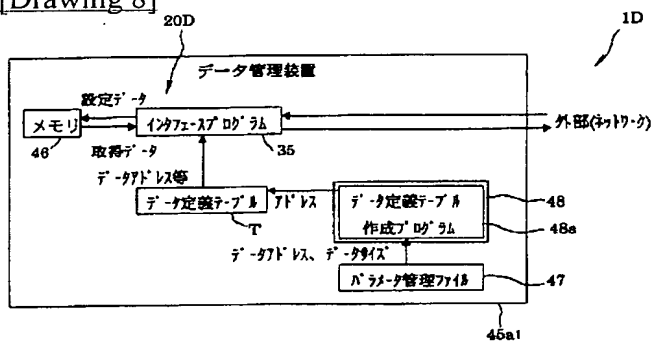 [Drawing 8]
20D
1D
データ管理装置
設定データ
メモリ
インタフェースプログラム
外部(ネットワーク)
46
取得データ
35
データアドレス等
データ定義テーブル
アドレス
データ定義テーブル
48
T
作成プログラム
48a
データアドレス、データサイズ
パラメータ管理ファイル
47
45a1